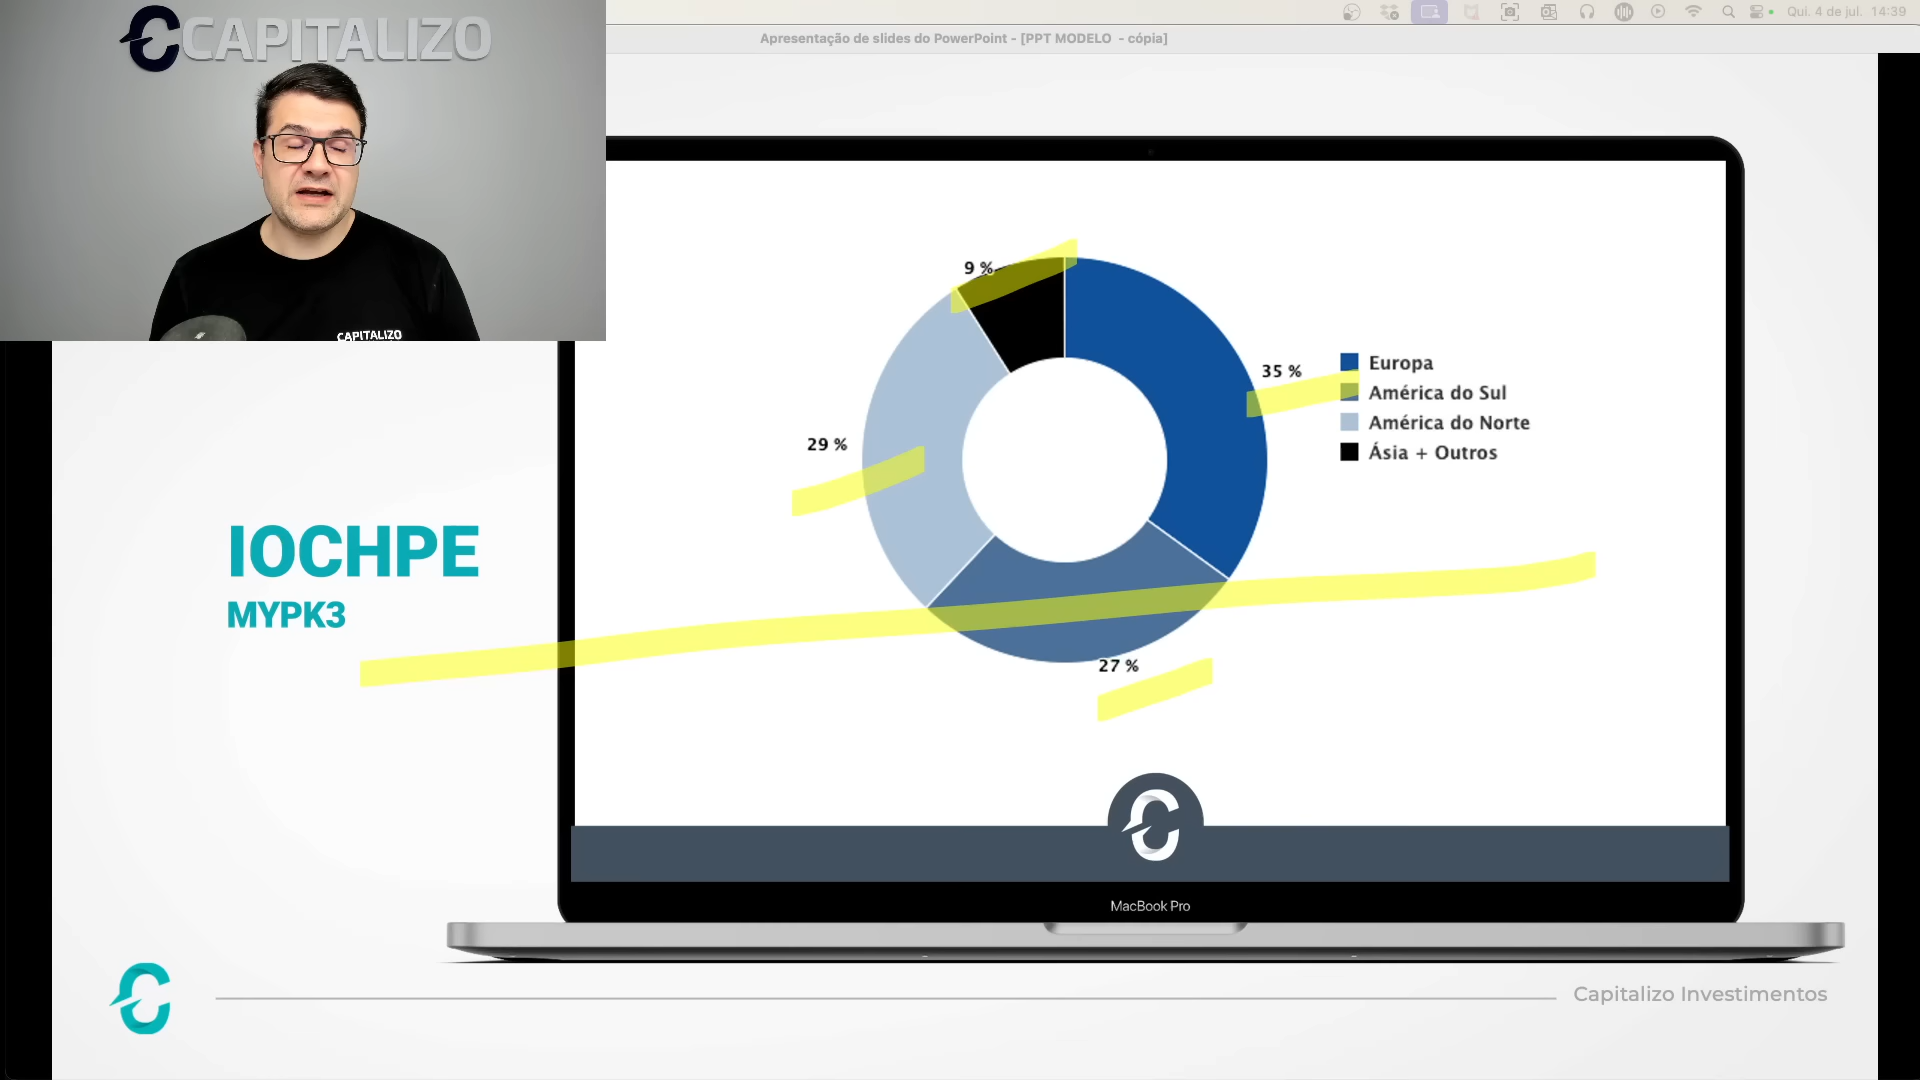 CAPITALIZO
Qui. 4 de jul. 14:39
Apresentação de slides do PowerPoint - [PPT MODELO - cópia]
CAPITALIZO
9 %
35 %
29 %
27 %
Europa
América do Sul
América do Norte
Ásia + Outros
IOCHPE
MYPK3
MacBook Pro
Capitalizo Investimentos